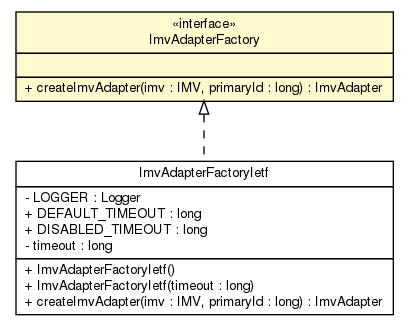 «interface»
ImvAdapterFactory
+ createImvAdapter(imv : IMV, primaryId : long) : ImvAdapter
ImvAdapterFactoryIetf
- LOGGER : Logger
+ DEFAULT_TIMEOUT : long
+ DISABLED_TIMEOUT : long
- timeout : long
+ ImvAdapterFactoryIetf()
+ ImvAdapterFactoryIetf(timeout : long)
+ createImvAdapter(imv : IMV, primaryId : long) : ImvAdapter